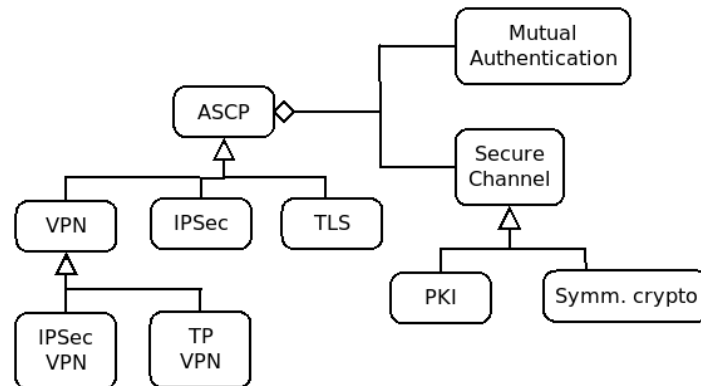 Mutual
Authentication
ASCP
Secure
Channel
VPN
IPSec
TLS
PKI
Symm. crypto
IPSec
VPN
TP
VPN